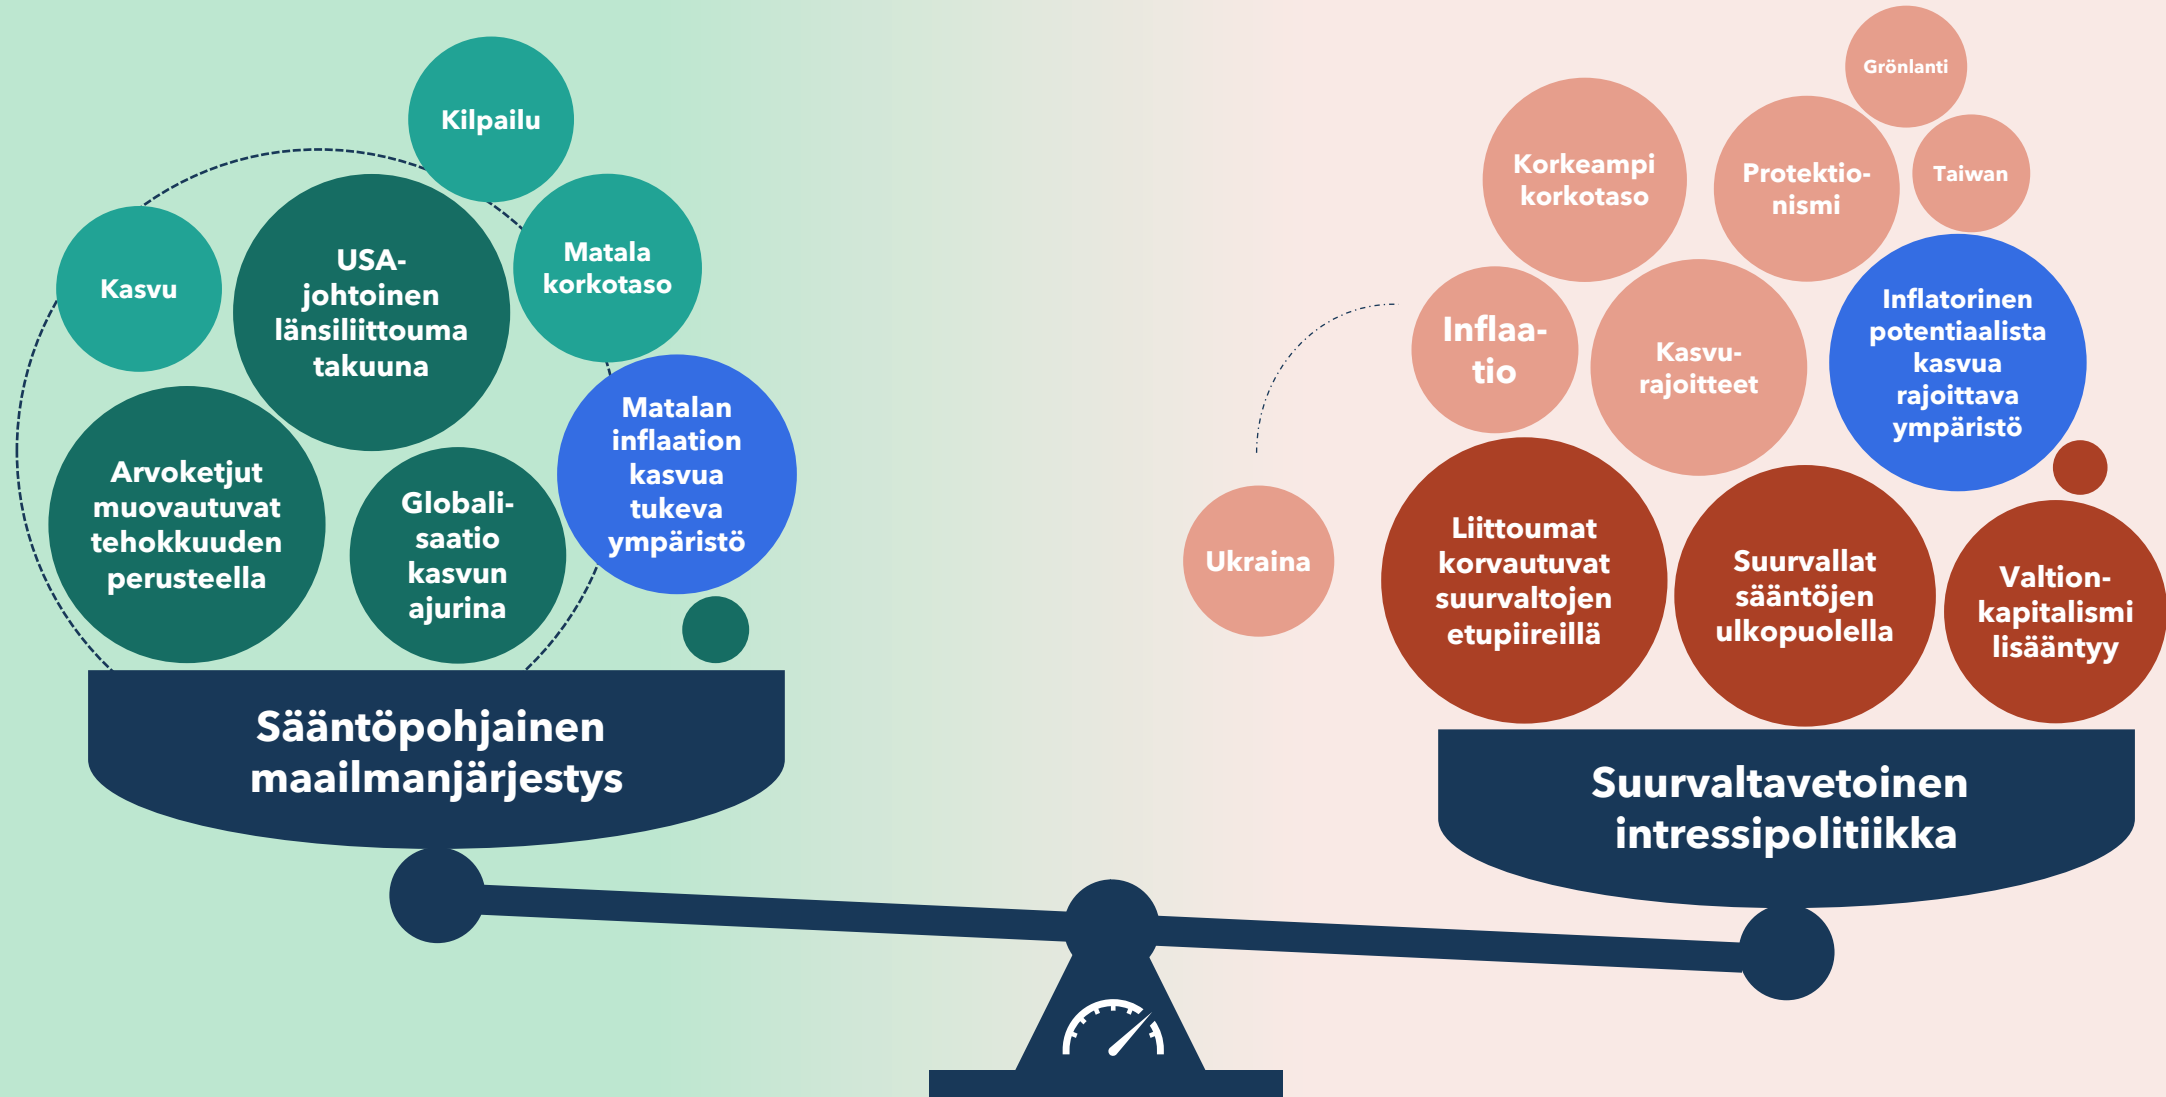 Kilpailu
Kasvu
USA-
johtoinen
länsiliittouma
takuuna
Matala
korkotaso
Arvoketjut
muovautuvat
tehokkuuden
perusteella
Globali-
saatio
kasvun
ajurina
Matalan
inflaation
kasvua
tukeva
ympäristö
Sääntöpohjainen
maailmanjärjestys
Grönlanti
Korkeampi
korkotaso
Protektio-
nismi
Taiwan
Inflaa-
tio
Kasvu-
rajoitteet
Inflatorinen
potentiaalista
kasvua
rajoittava
ympäristö
Ukraina
Liittoumat
korvautuvat
suurvaltojen
etupiireillä
Suurvallat
sääntöjen
ulkopuolella
Valtion-
kapitalismi
lisääntyy
Suurvaltavetoinen
intressipolitiikka